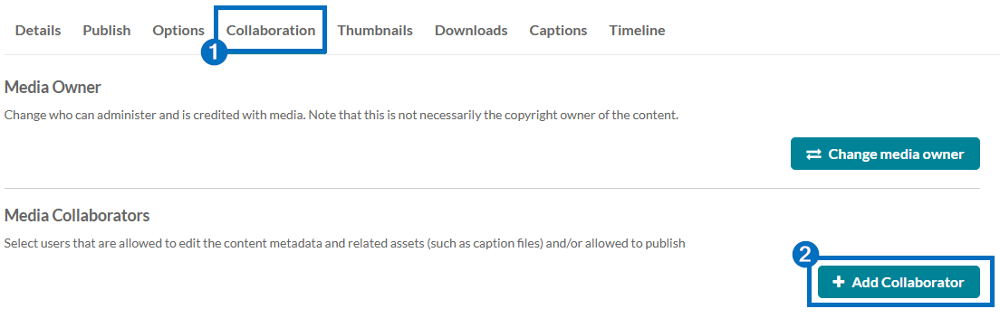 Details Publish Options Collaboration Thumbnails Downloads Captions Timeline
1
Media Owner
Change who can administer and is credited with media. Note that this is not necessarily the copyright owner of the content.
Change media owner
Media Collaborators
Select users that are allowed to edit the content metadata and related assets (such as caption files) and/or allowed to publish
2
+ Add Collaborator